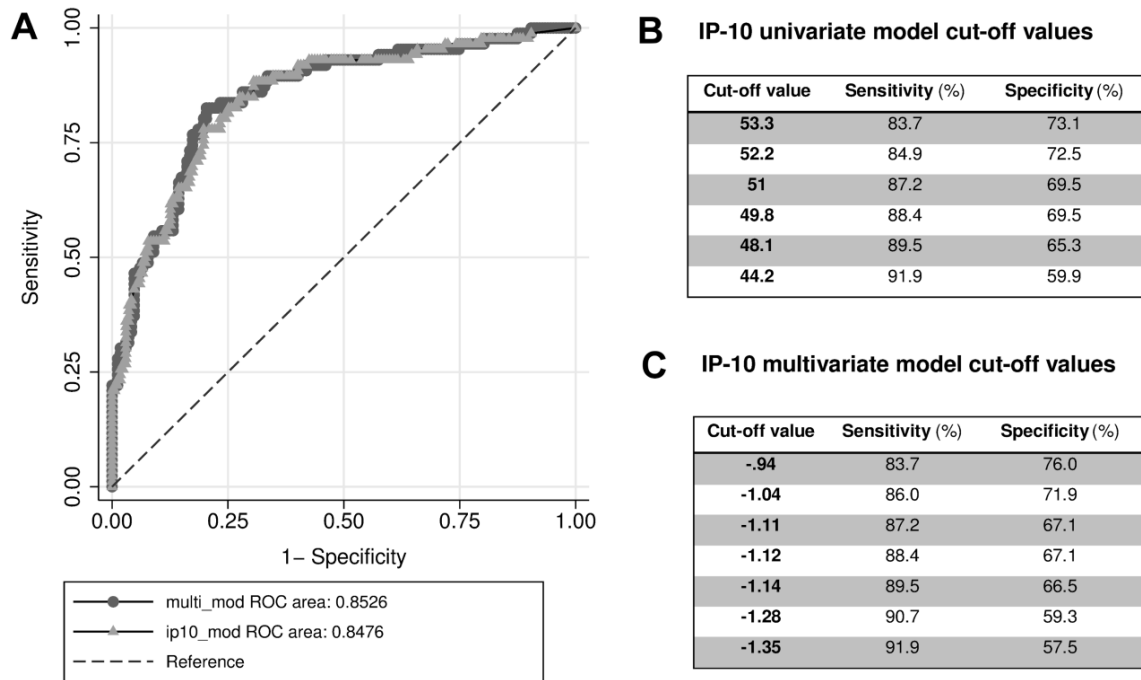 A
Sensitivity
1.00
0.75
0.50
0.25
0.00
0.00 0.25 0.50 0.75 1.00
1− Specificity
multi_mod ROC area: 0.8526
ip10_mod ROC area: 0.8476
Reference
B IP-10 univariate model cut-off values
Cut-off value Sensitivity (%) Specificity (%)
53.3 83.7 73.1
52.2 84.9 72.5
51 87.2 69.5
49.8 88.4 69.5
48.1 89.5 65.3
44.2 91.9 59.9
C IP-10 multivariate model cut-off values
Cut-off value Sensitivity (%) Specificity (%)
-.94 83.7 76.0
-1.04 86.0 71.9
-1.11 87.2 67.1
-1.12 88.4 67.1
-1.14 89.5 66.5
-1.28 90.7 59.3
-1.35 91.9 57.5